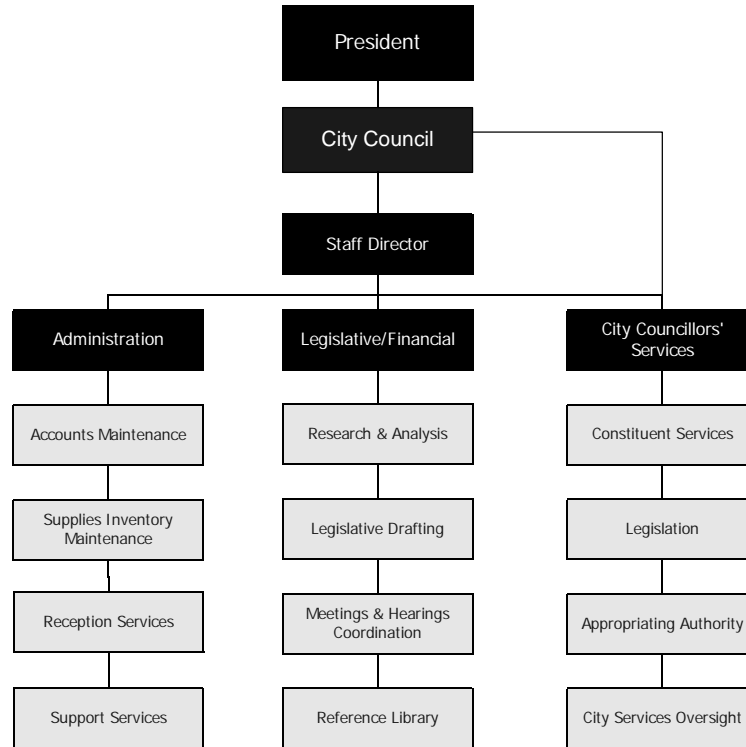 President
City Council
Staff Director
Administration
Legislative/Financial
City Councillors'
Services
Accounts Maintenance
Research & Analysis
Constituent Services
Supplies Inventory
Maintenance
Legislative Drafting
Legislation
Reception Services
Meetings & Hearings
Coordination
Appropriating Authority
Support Services
Reference Library
City Services Oversight